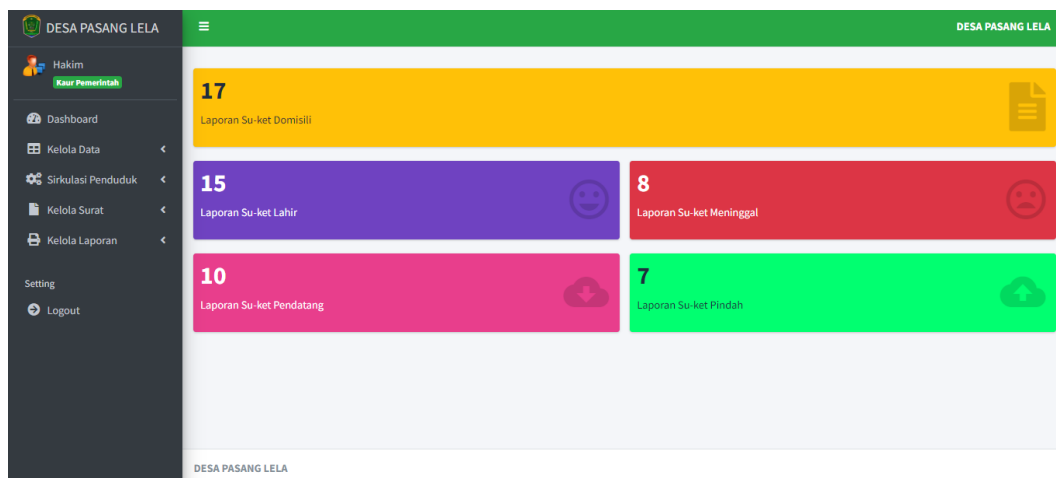 DESA PASANG LELA
DESA PASANG LELA
Hakim
Kaur Pemerintah
Dashboard
Kelola Data
Sirkulasi Penduduk
Kelola Surat
Kelola Laporan
Setting
Logout
17
Laporan Su-ket Domisili
15
Laporan Su-ket Lahir
8
Laporan Su-ket Meninggal
10
Laporan Su-ket Pendatang
7
Laporan Su-ket Pindah
DESA PASANG LELA